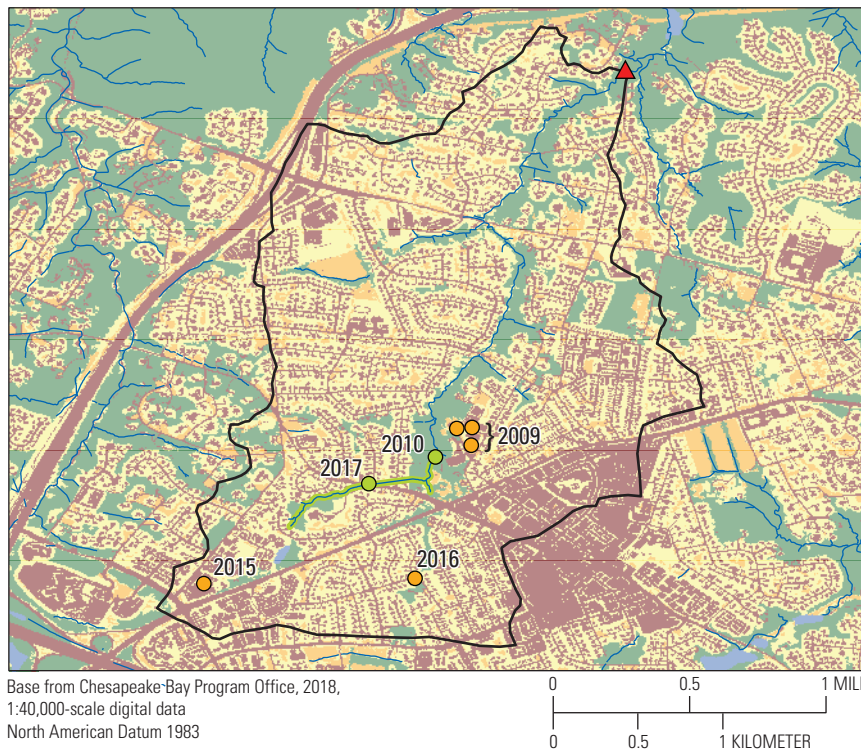 2009
2010
2017
2015
2016
Base from Chesapeake Bay Program Office, 2018,
1:40,000-scale digital data
North American Datum 1983
0 0.5 1 MILE
0 0.5 1 KILOMETER